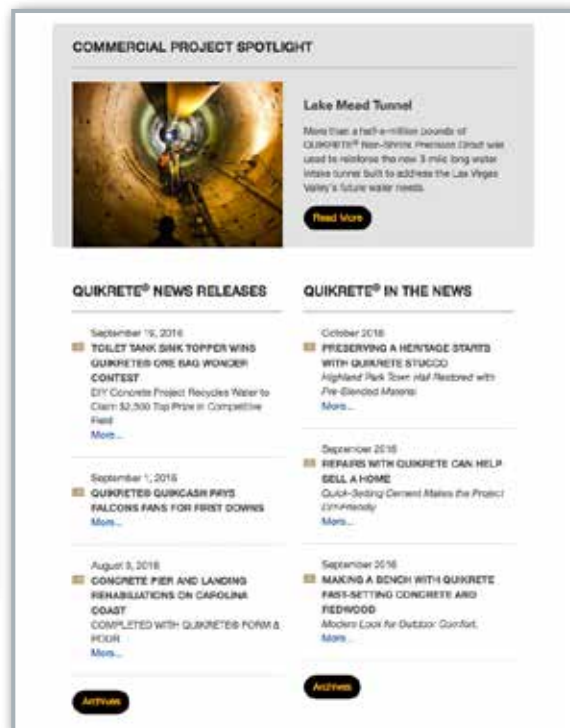 COMMERCIAL PROJECT SPOTLIGHT
Lake Mead Tunnel
More than a half-a-million pounds of
QUIKRETE® Non-Shrink Precision Grout was
used to reinforce the new 3 mile long water
intake tunnel built to address the Las Vegas
Valley's future water needs.
Read More
QUIKRETE® NEWS RELEASES
September 19, 2016
TOILET TANK SINK TOPPER WINS
QUIKRETE® ONE BAG WONDER
CONTEST
DIY Concrete Project Recycles Water to
Claim $2,500 Top Prize in Competitive
Field
More...
September 1, 2016
QUIKRETE® QUIKCASH PAYS
FALCONS FANS FOR FIRST DOWNS
More...
August 3, 2016
CONCRETE PIER AND LANDING
REHABILIATIONS ON CAROLINA
COAST
COMPLETED WITH QUIKRETE® FORM &
POUR
More...
Archives
QUIKRETE® IN THE NEWS
October 2016
PRESERVING A HERITAGE STARTS
WITH QUIKRETE STUCCO
Highland Park Town Hall Restored with
Pre-Blended Material
More...
September 2016
REPAIRS WITH QUIKRETE CAN HELP
SELL A HOME
Quick-Setting Cement Makes the Project
DIY-Friendly
More...
September 2016
MAKING A BENCH WITH QUIKRETE
FAST-SETTING CONCRETE AND
REDWOOD
Modern Look for Outdoor Comfort.
More...
Archives